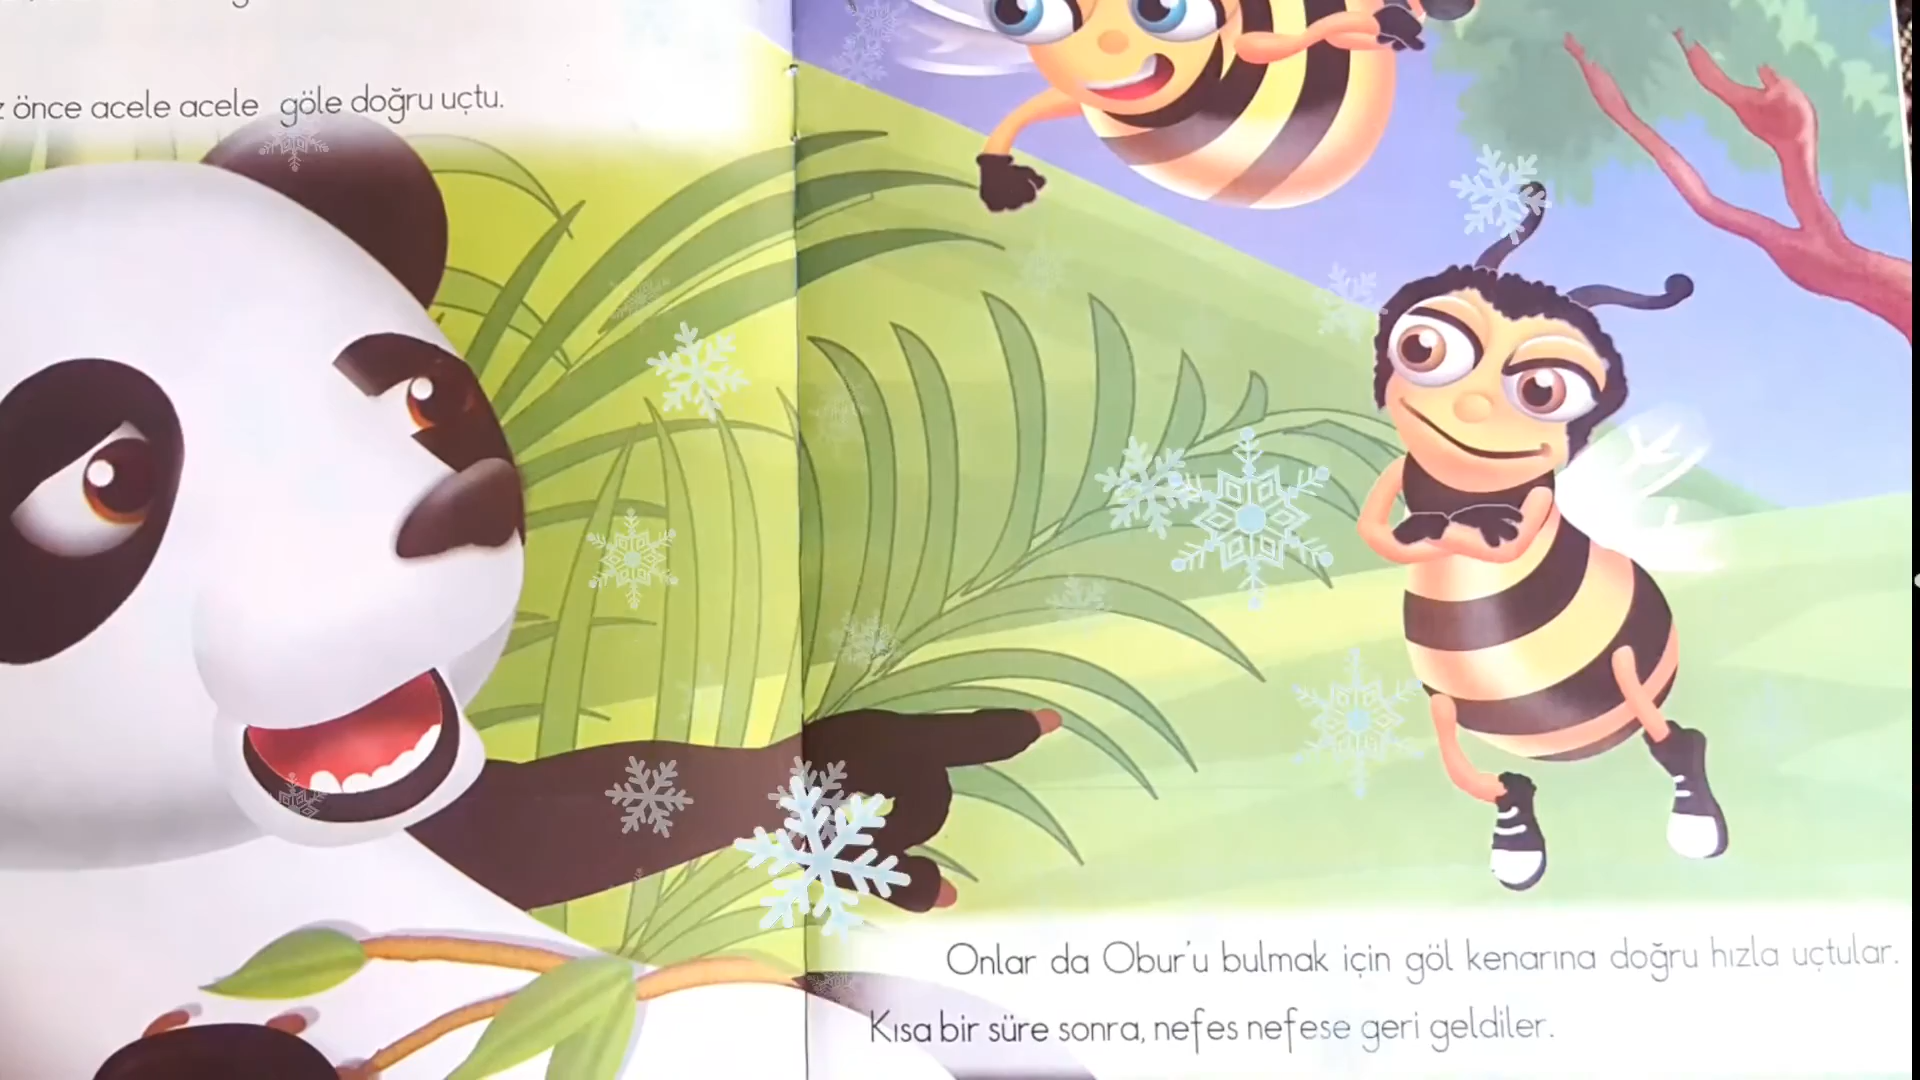 önce acele acele göle doğru uçtu.
Onlar da Obur'u bulmak için göl kenarına doğru hızla uçtular.
Kısa bir süre sonra, nefes nefese geri geldiler.